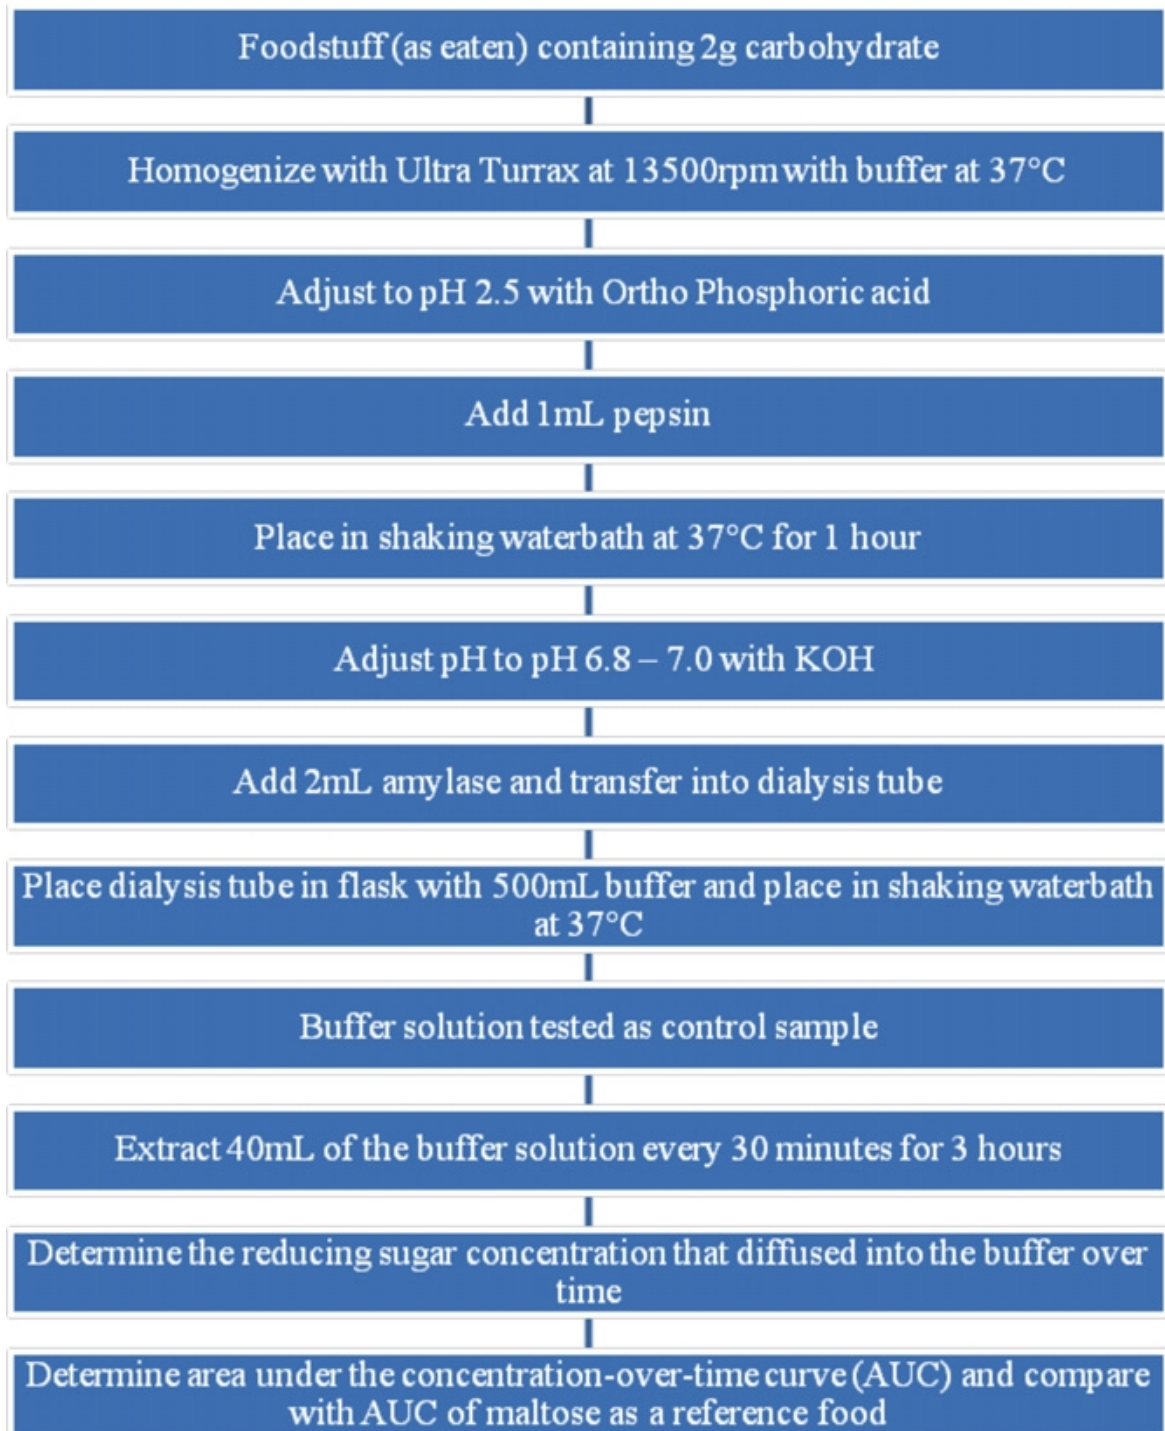 Foodstuff (as eaten) containing 2g carbohydrate
Homogenize with Ultra Turrax at 13500rpm with buffer at 37°C
Adjust to pH 2.5 with Ortho Phosphoric acid
Add 1mL pepsin
Place in shaking waterbath at 37°C for 1 hour
Adjust pH to pH 6.8 – 7.0 with KOH
Add 2mL amylase and transfer into dialysis tube
Place dialysis tube in flask with 500mL buffer and place in shaking waterbath
at 37°C
Buffer solution tested as control sample
Extract 40mL of the buffer solution every 30 minutes for 3 hours
Determine the reducing sugar concentration that diffused into the buffer over
time
Determine area under the concentration-over-time curve (AUC) and compare
with AUC of maltose as a reference food